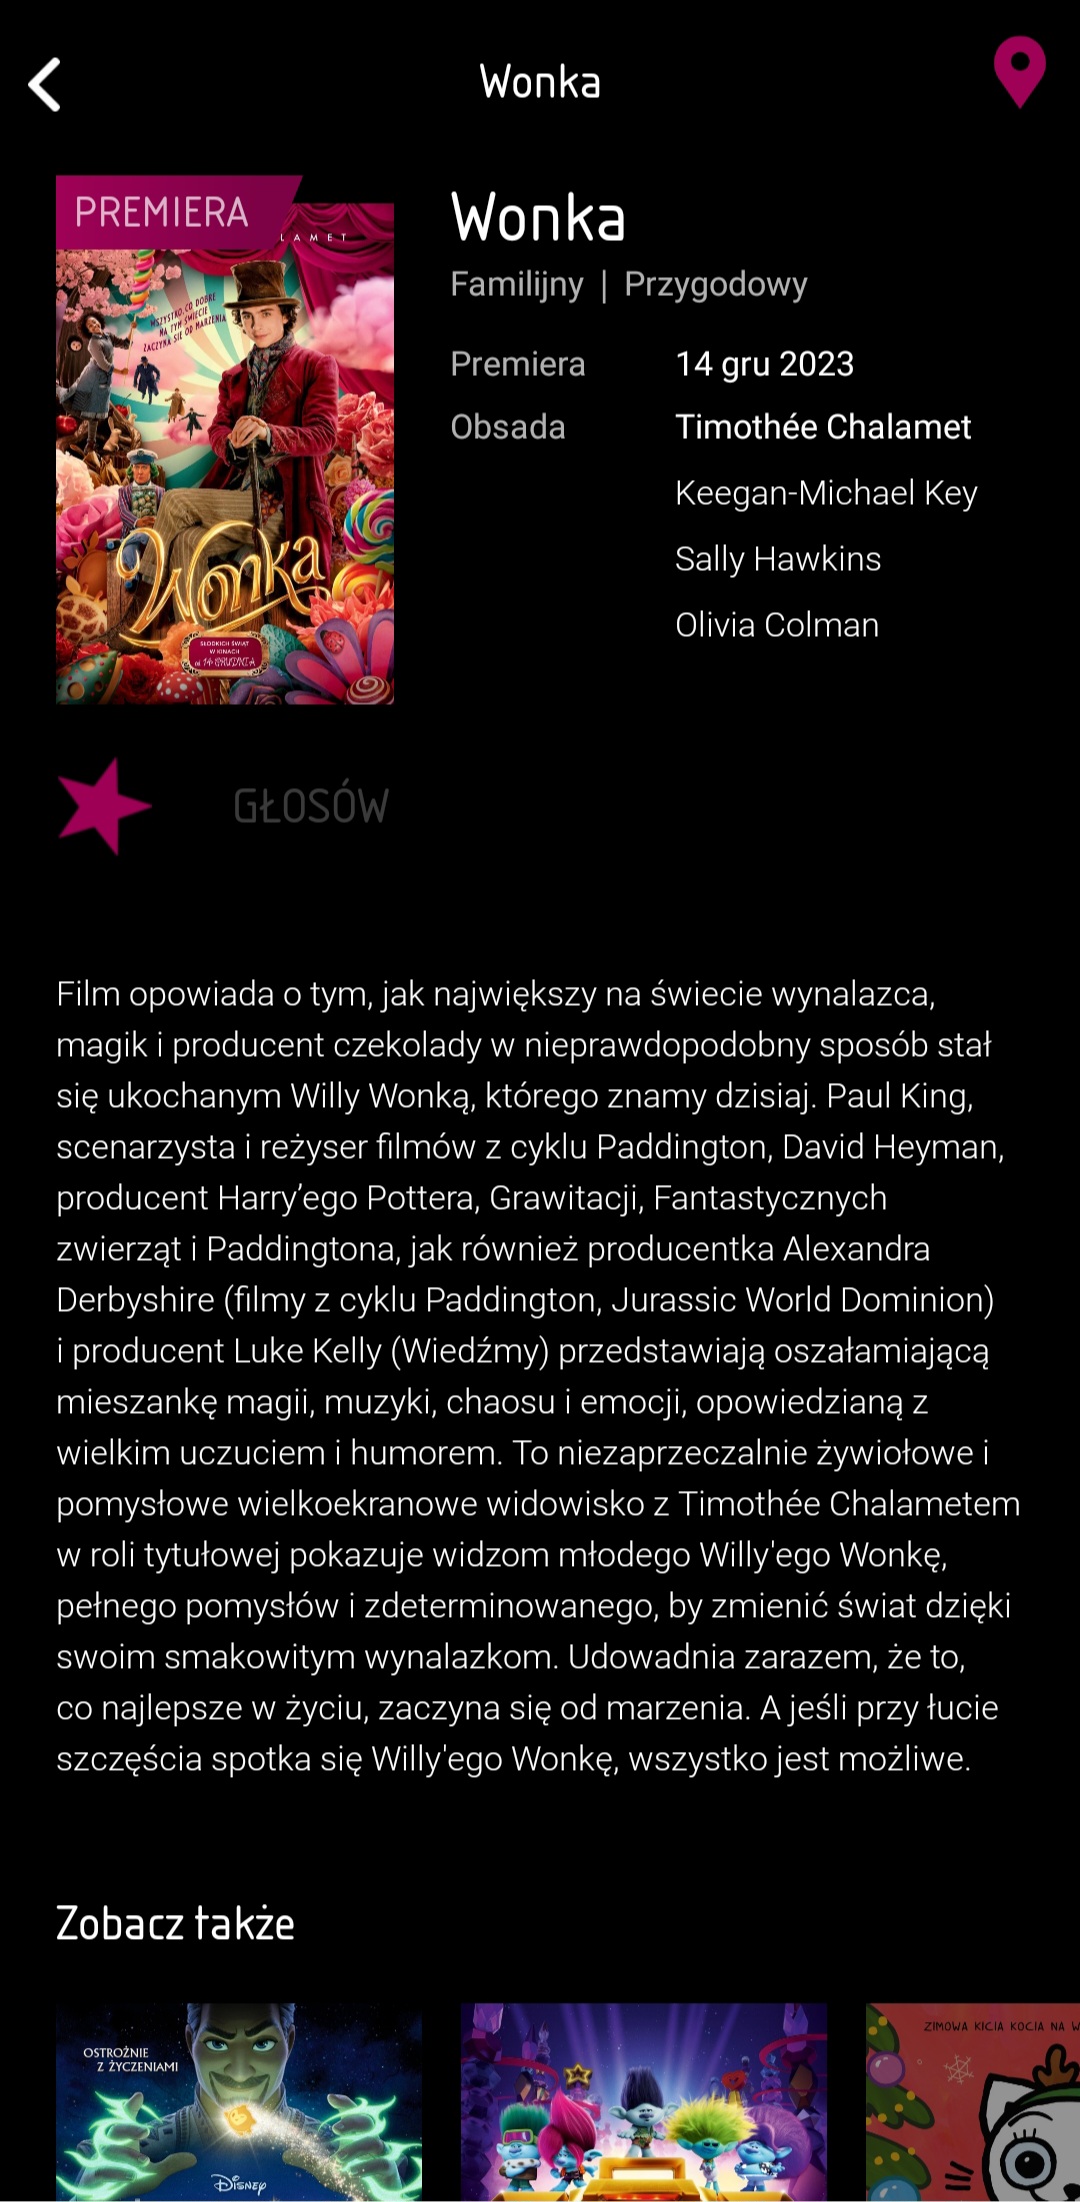 Wonka
PREMIERA
LAMET
WSZYSTKO, CO DOBRE
NA TYM ŚWIECIE
ZACZYNA SIĘ OD MARZENIA
Wonka
SŁODKICH ŚWIĄT
W KINACH
od 14 GRUDNIA
Wonka
Familijny | Przygodowy
Premiera 14 gru 2023
Obsada Timothée Chalamet
Keegan-Michael Key
Sally Hawkins
Olivia Colman
GŁOSÓW
Film opowiada o tym, jak największy na świecie wynalazca,
magik i producent czekolady w nieprawdopodobny sposób stał
się ukochanym Willy Wonką, którego znamy dzisiaj. Paul King,
scenarzysta i reżyser filmów z cyklu Paddington, David Heyman,
producent Harry’ego Pottera, Grawitacji, Fantastycznych
zwierząt i Paddingtona, jak również producentka Alexandra
Derbyshire (filmy z cyklu Paddington, Jurassic World Dominion)
i producent Luke Kelly (Wiedźmy) przedstawiają oszałamiającą
mieszankę magii, muzyki, chaosu i emocji, opowiedzianą z
wielkim uczuciem i humorem. To niezaprzeczalnie żywiołowe i
pomysłowe wielkoekranowe widowisko z Timothée Chalametem
w roli tytułowej pokazuje widzom młodego Willy'ego Wonkę,
pełnego pomysłów i zdeterminowanego, by zmienić świat dzięki
swoim smakowitym wynalazkom. Udowadnia zarazem, że to,
co najlepsze w życiu, zaczyna się od marzenia. A jeśli przy łucie
szczęścia spotka się Willy'ego Wonkę, wszystko jest możliwe.
Zobacz także
OSTROŻNIE
Z ŻYCZENIAMI
DISNEY
ZIMOWA KICIA KOCIA NA W